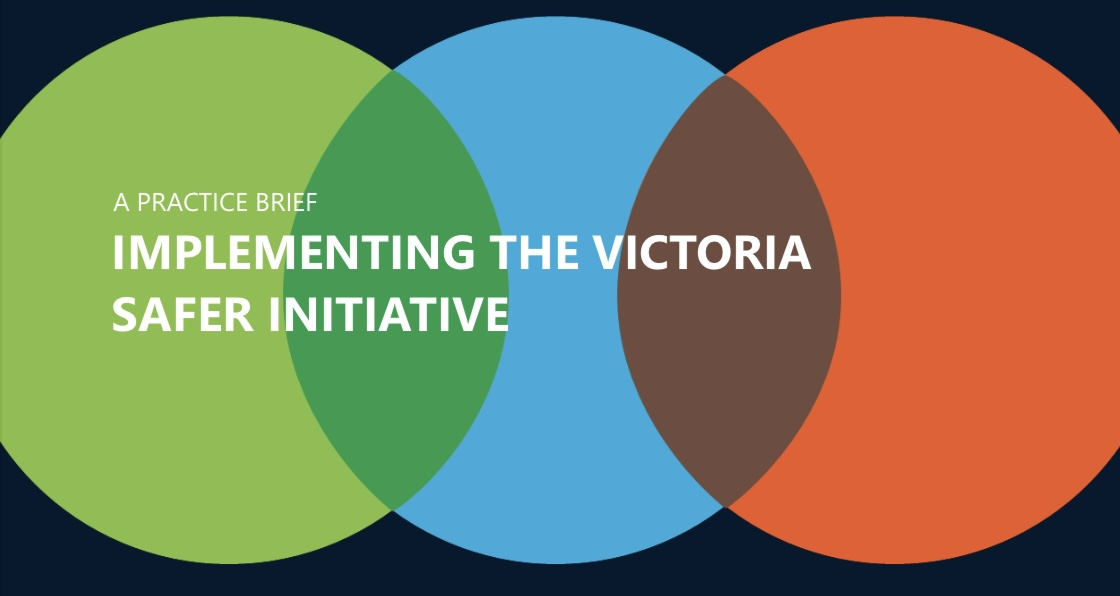 A PRACTICE BRIEF
IMPLEMENTING THE VICTORIA
SAFER INITIATIVE